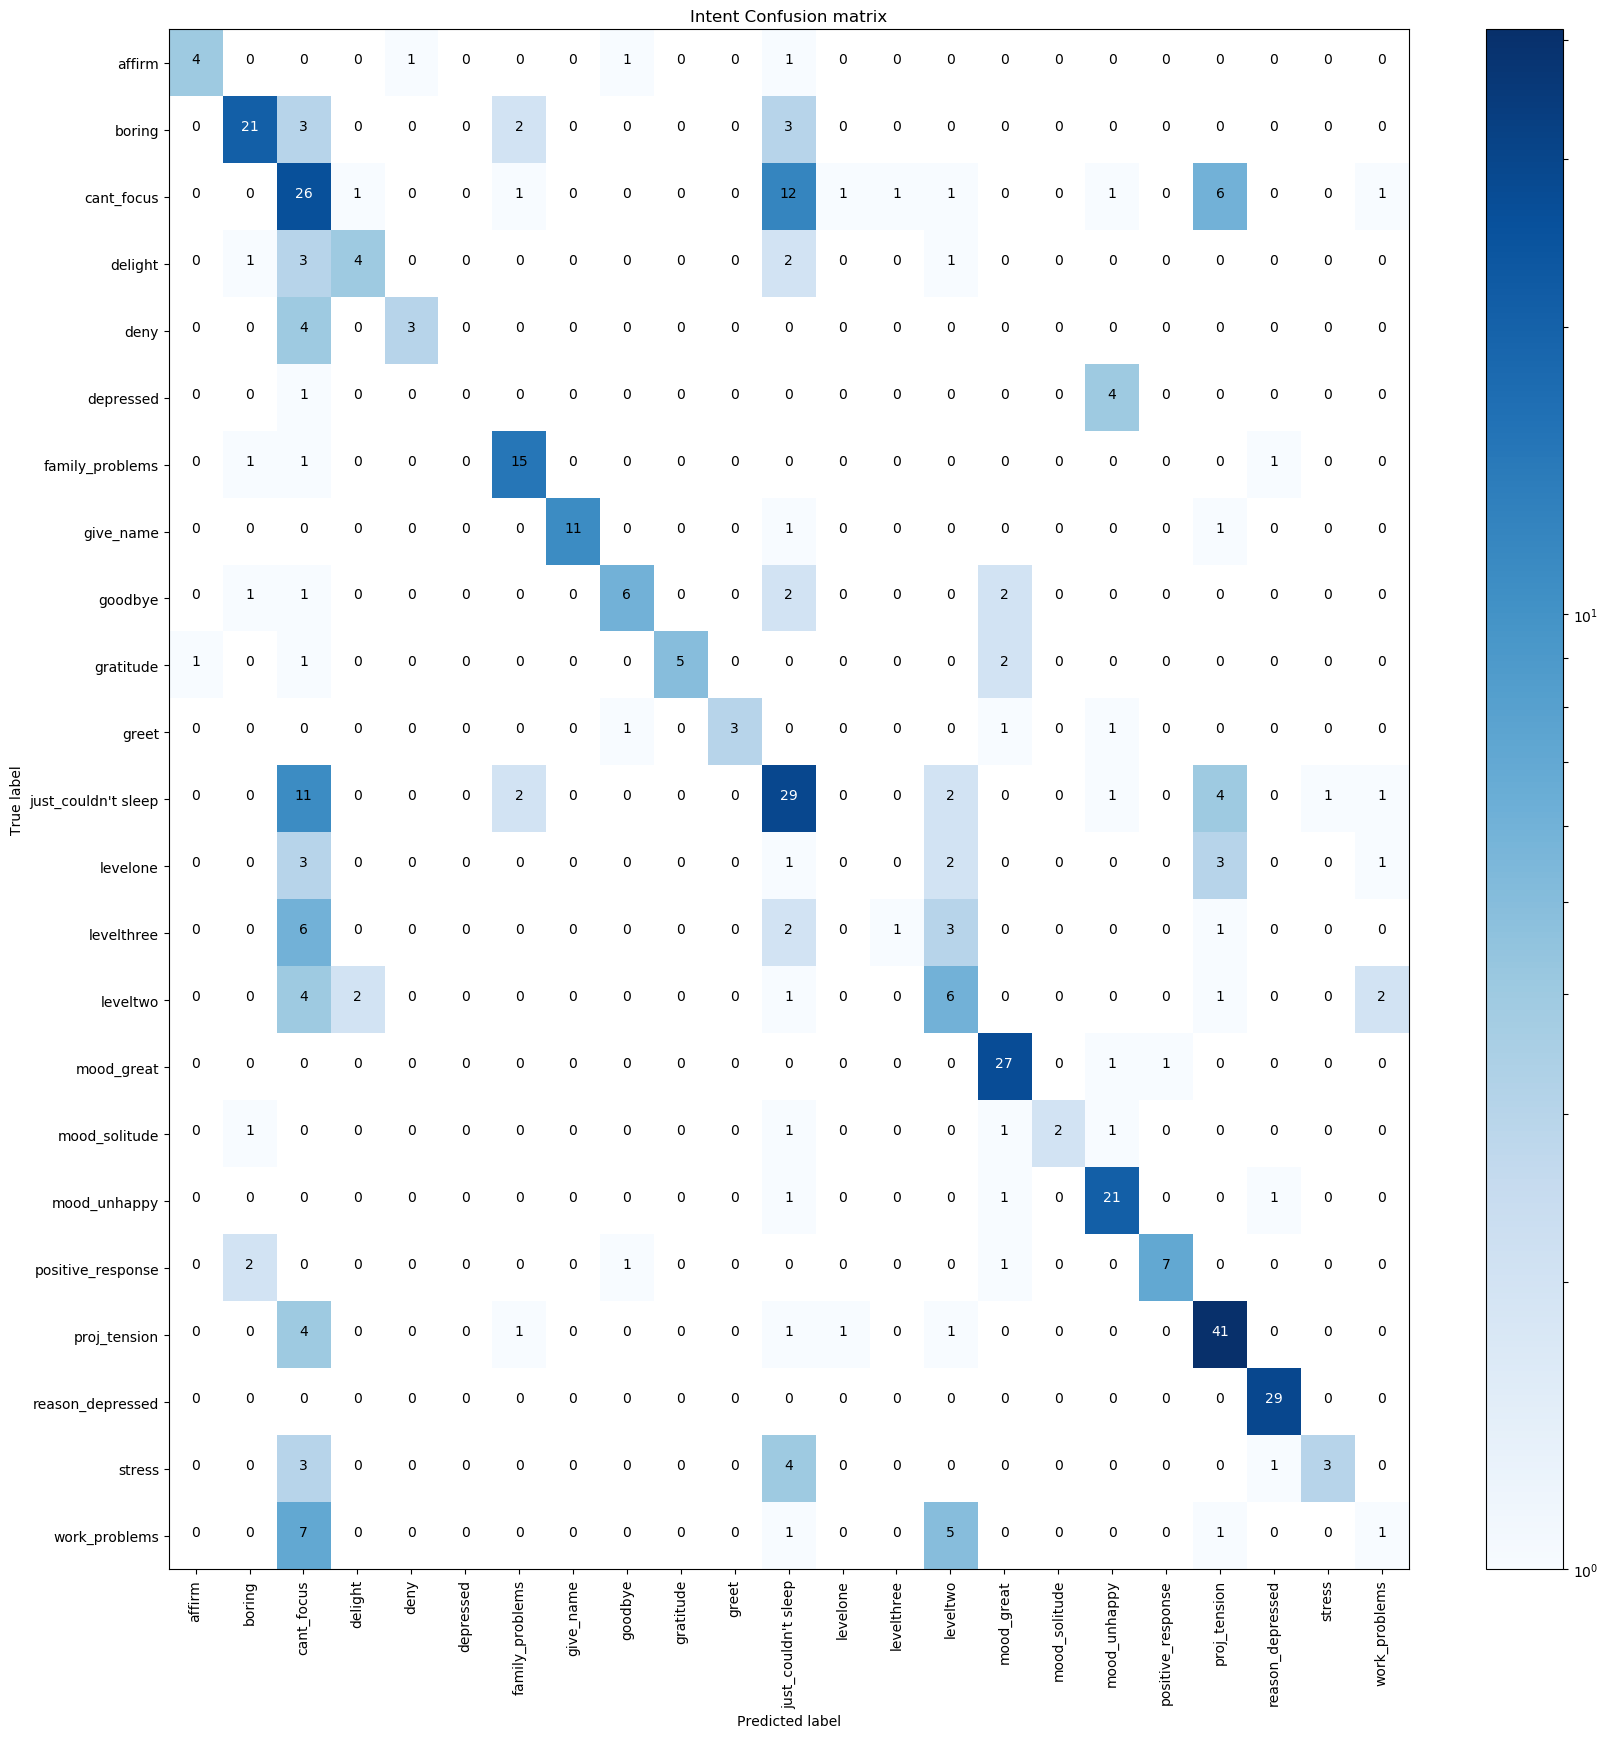 Intent Confusion matrix
affirm 4 0 0 0 1 0 0 0 1 0 0 1 0 0 0 0 0 0 0 0 0 0 0
boring 0 21 3 0 0 0 2 0 0 0 0 3 0 0 0 0 0 0 0 0 0 0 0
cant_focus 0 0 26 1 0 0 1 0 0 0 0 12 1 1 1 0 0 1 0 6 0 0 1
delight 0 1 3 4 0 0 0 0 0 0 0 2 0 0 1 0 0 0 0 0 0 0 0
deny 0 0 4 0 3 0 0 0 0 0 0 0 0 0 0 0 0 0 0 0 0 0 0
depressed 0 0 1 0 0 0 0 0 0 0 0 0 0 0 0 0 0 4 0 0 0 0 0
family_problems 0 1 1 0 0 0 15 0 0 0 0 0 0 0 0 0 0 0 0 0 1 0 0
give_name 0 0 0 0 0 0 0 11 0 0 0 1 0 0 0 0 0 0 0 1 0 0 0
goodbye 0 1 1 0 0 0 0 0 6 0 0 2 0 0 0 2 0 0 0 0 0 0 0
gratitude 1 0 1 0 0 0 0 0 0 5 0 0 0 0 0 2 0 0 0 0 0 0 0
greet 0 0 0 0 0 0 0 0 1 0 3 0 0 0 0 1 0 1 0 0 0 0 0
just_couldn't sleep 0 0 11 0 0 0 2 0 0 0 0 29 0 0 2 0 0 1 0 4 0 1 1
levelone 0 0 3 0 0 0 0 0 0 0 0 1 0 0 2 0 0 0 0 3 0 0 1
levelthree 0 0 6 0 0 0 0 0 0 0 0 2 0 1 3 0 0 0 0 1 0 0 0
leveltwo 0 0 4 2 0 0 0 0 0 0 0 1 0 0 6 0 0 0 0 1 0 0 2
mood_great 0 0 0 0 0 0 0 0 0 0 0 0 0 0 0 27 0 1 1 0 0 0 0
mood_solitude 0 1 0 0 0 0 0 0 0 0 0 1 0 0 0 1 2 1 0 0 0 0 0
mood_unhappy 0 0 0 0 0 0 0 0 0 0 0 1 0 0 0 1 0 21 0 0 1 0 0
positive_response 0 2 0 0 0 0 0 0 1 0 0 0 0 0 0 1 0 0 7 0 0 0 0
proj_tension 0 0 4 0 0 0 1 0 0 0 0 1 1 0 1 0 0 0 0 41 0 0 0
reason_depressed 0 0 0 0 0 0 0 0 0 0 0 0 0 0 0 0 0 0 0 0 29 0 0
stress 0 0 3 0 0 0 0 0 0 0 0 4 0 0 0 0 0 0 0 0 1 3 0
work_problems 0 0 7 0 0 0 0 0 0 0 0 1 0 0 5 0 0 0 0 1 0 0 1
True label
affirm
boring
cant_focus
delight
deny
depressed
family_problems
give_name
goodbye
gratitude
greet
just_couldn't sleep
levelone
levelthree
leveltwo
mood_great
mood_solitude
mood_unhappy
positive_response
proj_tension
reason_depressed
stress
work_problems
Predicted label
10¹
10⁰